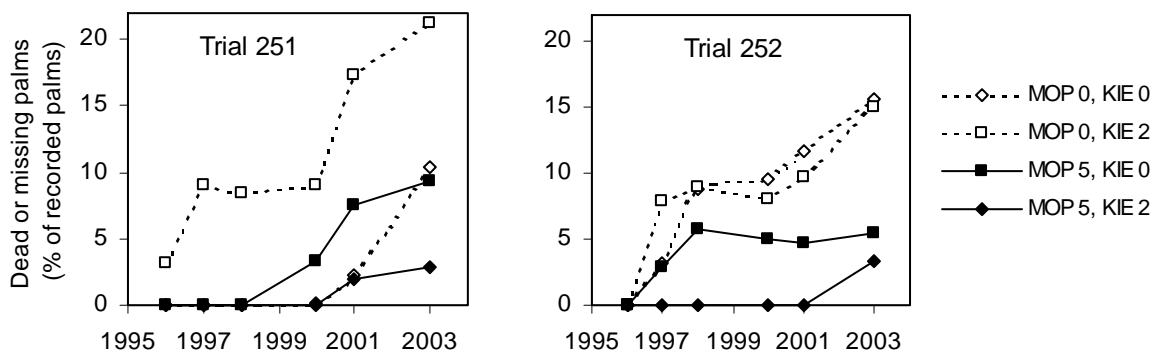 Dead or missing palms
(% of recorded palms)
20
15
10
5
0
Trial 251
1995 1997 1999 2001 2003
20
15
10
5
0
Trial 252
1995 1997 1999 2001 2003
MOP 0, KIE 0
MOP 0, KIE 2
MOP 5, KIE 0
MOP 5, KIE 2